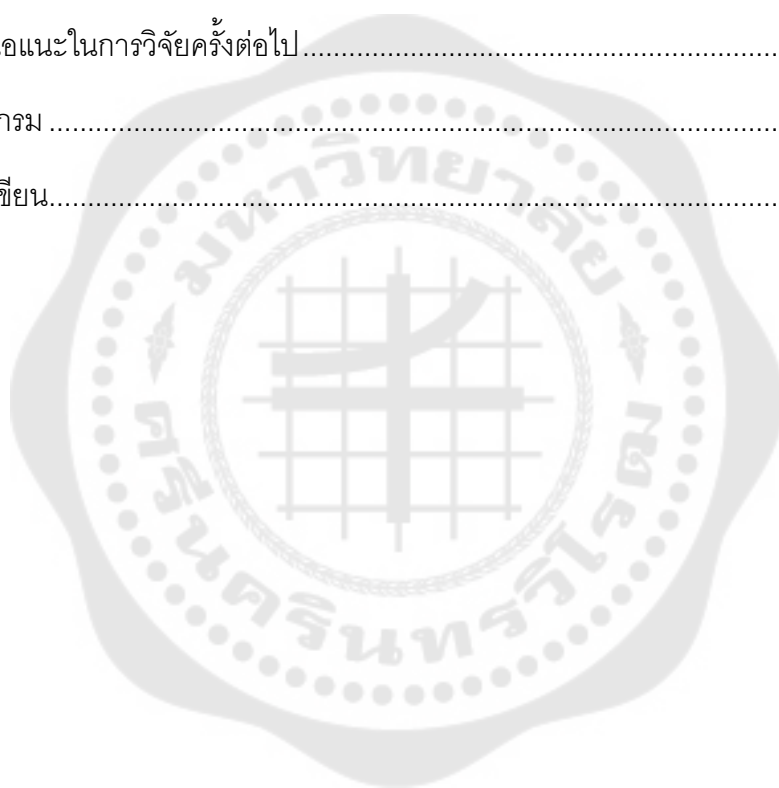 อแนะในการวิจัยครั้งต่อไป
กรม
ขียน
มหาวิทยาลัย
ศรีนครินทรวิโรฒ